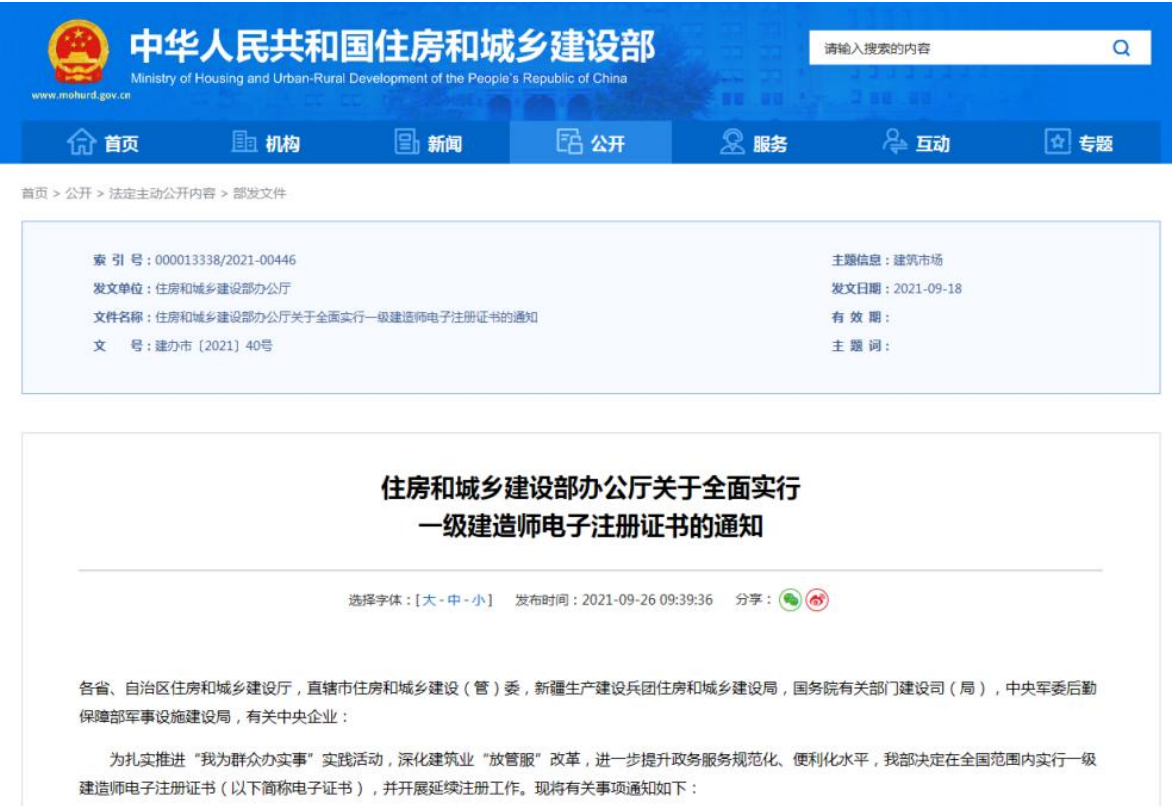 中华人民共和国住房和城乡建设部
Ministry of Housing and Urban-Rural Development of the People's Republic of China
www.mohurd.gov.cn
请输入搜索的内容
首页 机构 新闻 公开 服务 互动 专题
首页 > 公开 > 法定主动公开内容 > 部发文件
索 引 号：000013338/2021-00446 主题信息：建筑市场
发文单位：住房和城乡建设部办公厅 发文日期：2021-09-18
文件名称：住房和城乡建设部办公厅关于全面实行一级建造师电子注册证书的通知 有 效 期：
文 号：建办市〔2021〕40号 主 题 词：
住房和城乡建设部办公厅关于全面实行
一级建造师电子注册证书的通知
选择字体：[大-中-小] 发布时间：2021-09-26 09:39:36 分享：
各省、自治区住房和城乡建设厅，直辖市住房和城乡建设（管）委，新疆生产建设兵团住房和城乡建设局，国务院有关部门建设司（局），中央军委后勤
保障部军事设施建设局，有关中央企业：
为扎实推进“我为群众办实事”实践活动，深化建筑业“放管服”改革，进一步提升政务服务规范化、便利化水平，我部决定在全国范围内实行一级
建造师电子注册证书（以下简称电子证书），并开展延续注册工作。现将有关事项通知如下：